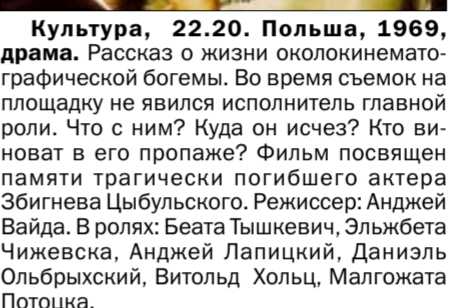 Культура, 22.20. Польша, 1969,
драма. Рассказ о жизни околокинемато-
графической богемы. Во время съемок на
площадку не явился исполнитель главной
роли. Что с ним? Куда он исчез? Кто ви-
новат в его пропаже? Фильм посвящен
памяти трагически погибшего актера
Збигнева Цыбульского. Режиссер: Анджей
Вайда. В ролях: Беата Тышкевич, Эльжбета
Чижевска, Анджей Лапицкий, Даниэль
Ольбрыхский, Витольд Хольц, Малгожата
Потоцка.